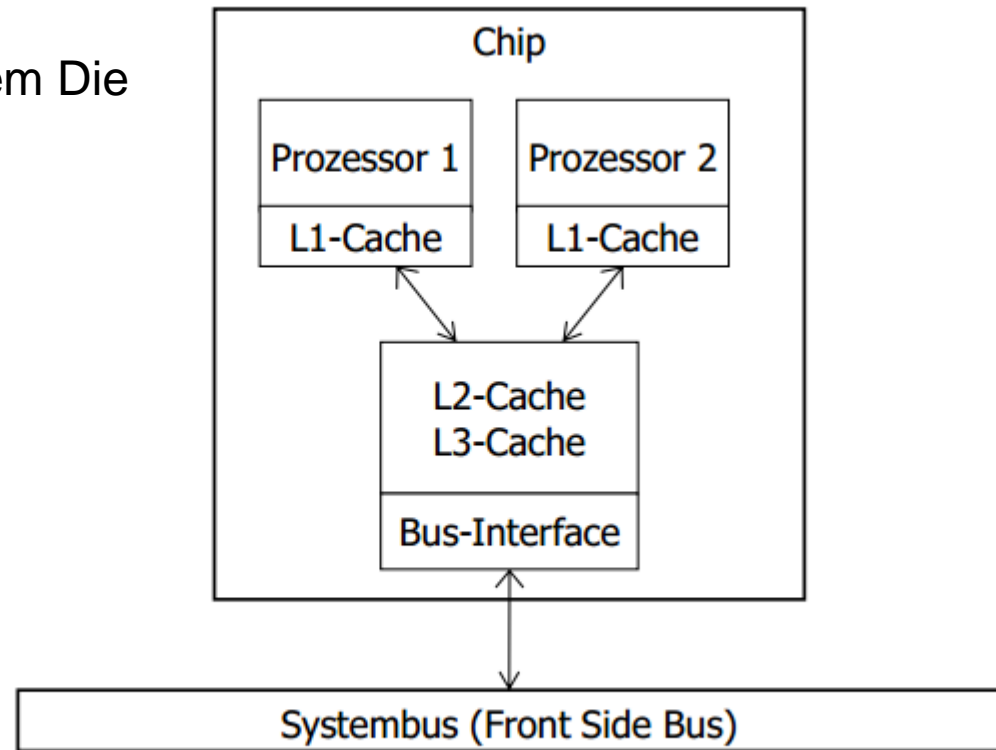 Chip
em Die
Prozessor 1 Prozessor 2
L1-Cache L1-Cache
L2-Cache
L3-Cache
Bus-Interface
Systembus (Front Side Bus)